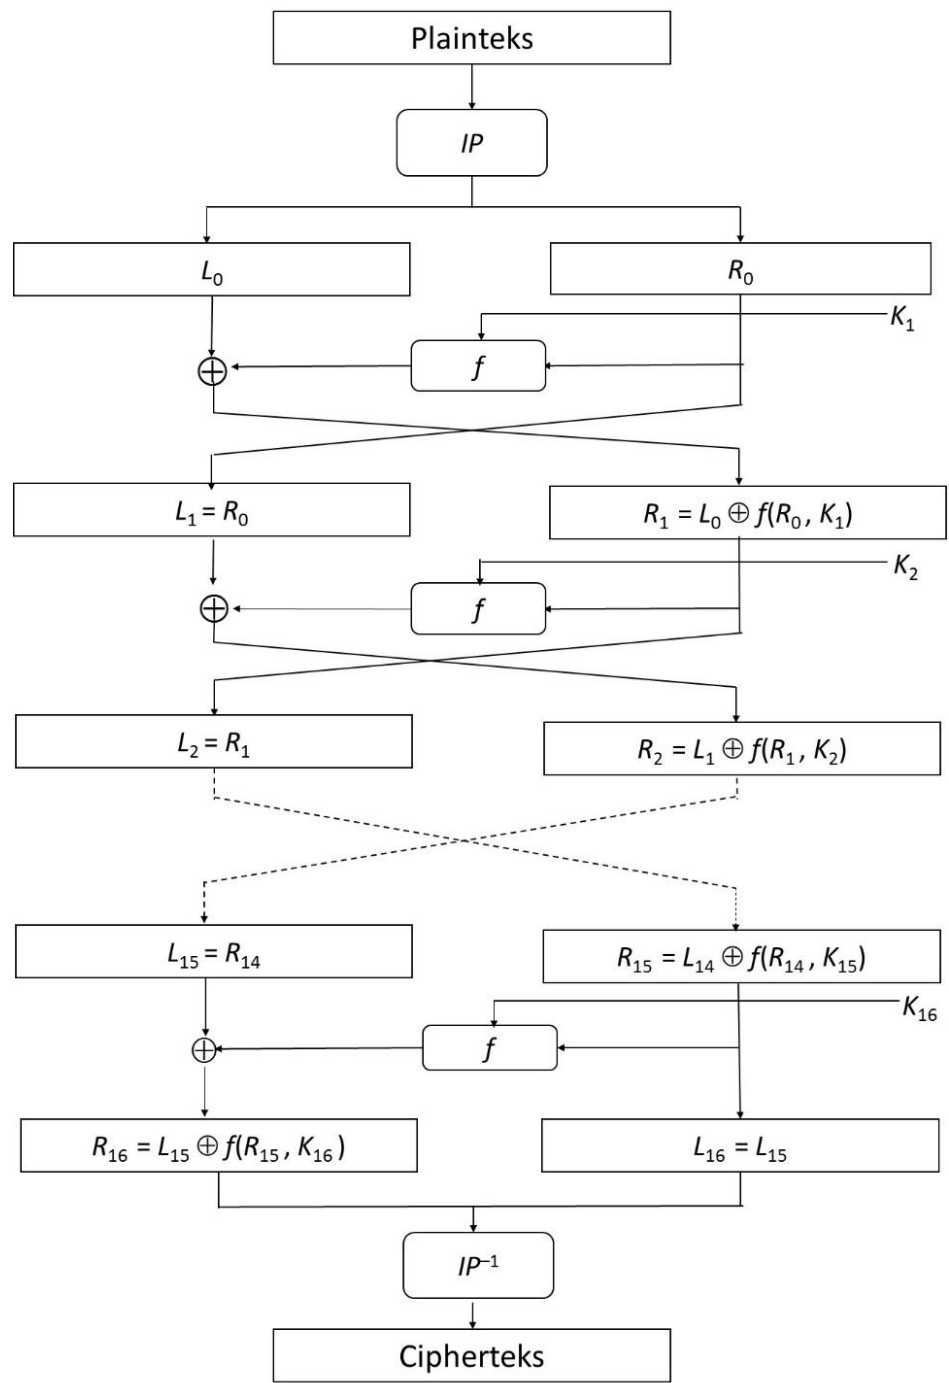 Plainteks
IP
L₀
R₀
K₁
f
L₁ = R₀
R₁ = L₀ ⊕ f(R₀ , K₁)
K₂
f
L₂ = R₁
R₂ = L₁ ⊕ f(R₁ , K₂)
L₁₅ = R₁₄
R₁₅ = L₁₄ ⊕ f(R₁₄ , K₁₅)
K₁₆
f
R₁₆ = L₁₅ ⊕ f(R₁₅ , K₁₆ )
L₁₆ = L₁₅
IP⁻¹
Cipherteks